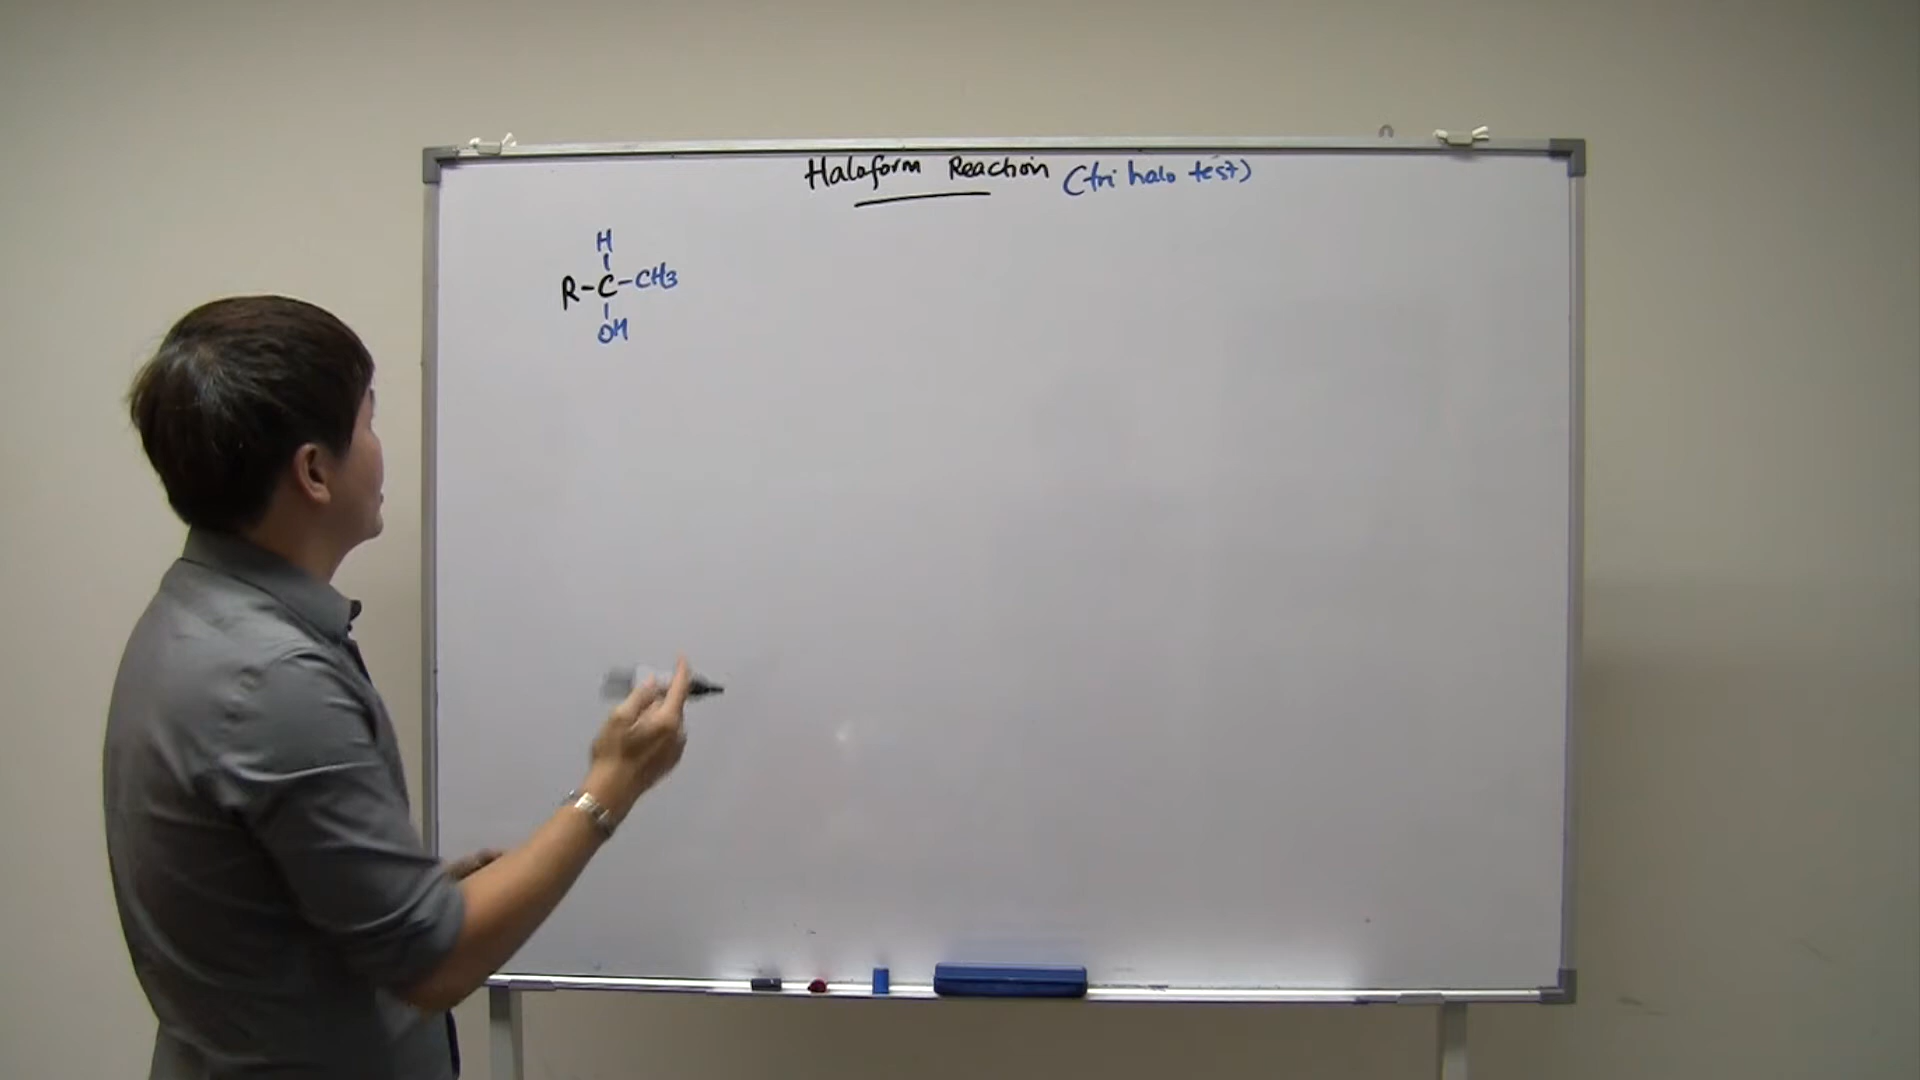 Haloform Reaction (tri halo test)
H
R-C-CH3
OH